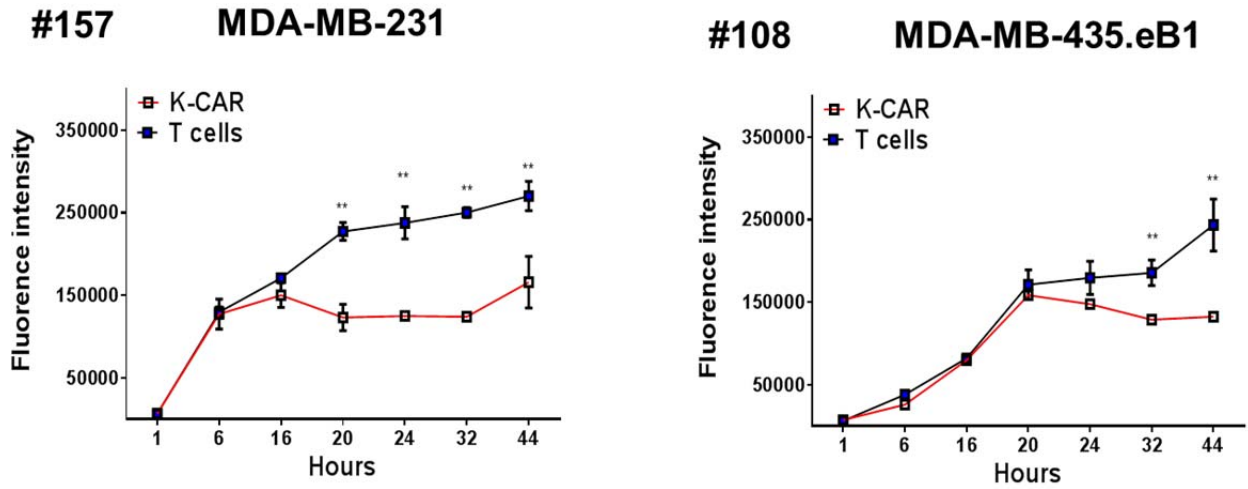 #157 MDA-MB-231
K-CAR
T cells
350000
250000
150000
50000
Fluorence intensity
**
**
**
**
1 6 16 20 24 32 44
Hours
#108 MDA-MB-435.eB1
K-CAR
T cells
350000
250000
150000
50000
Fluorence intensity
**
**
1 6 16 20 24 32 44
Hours